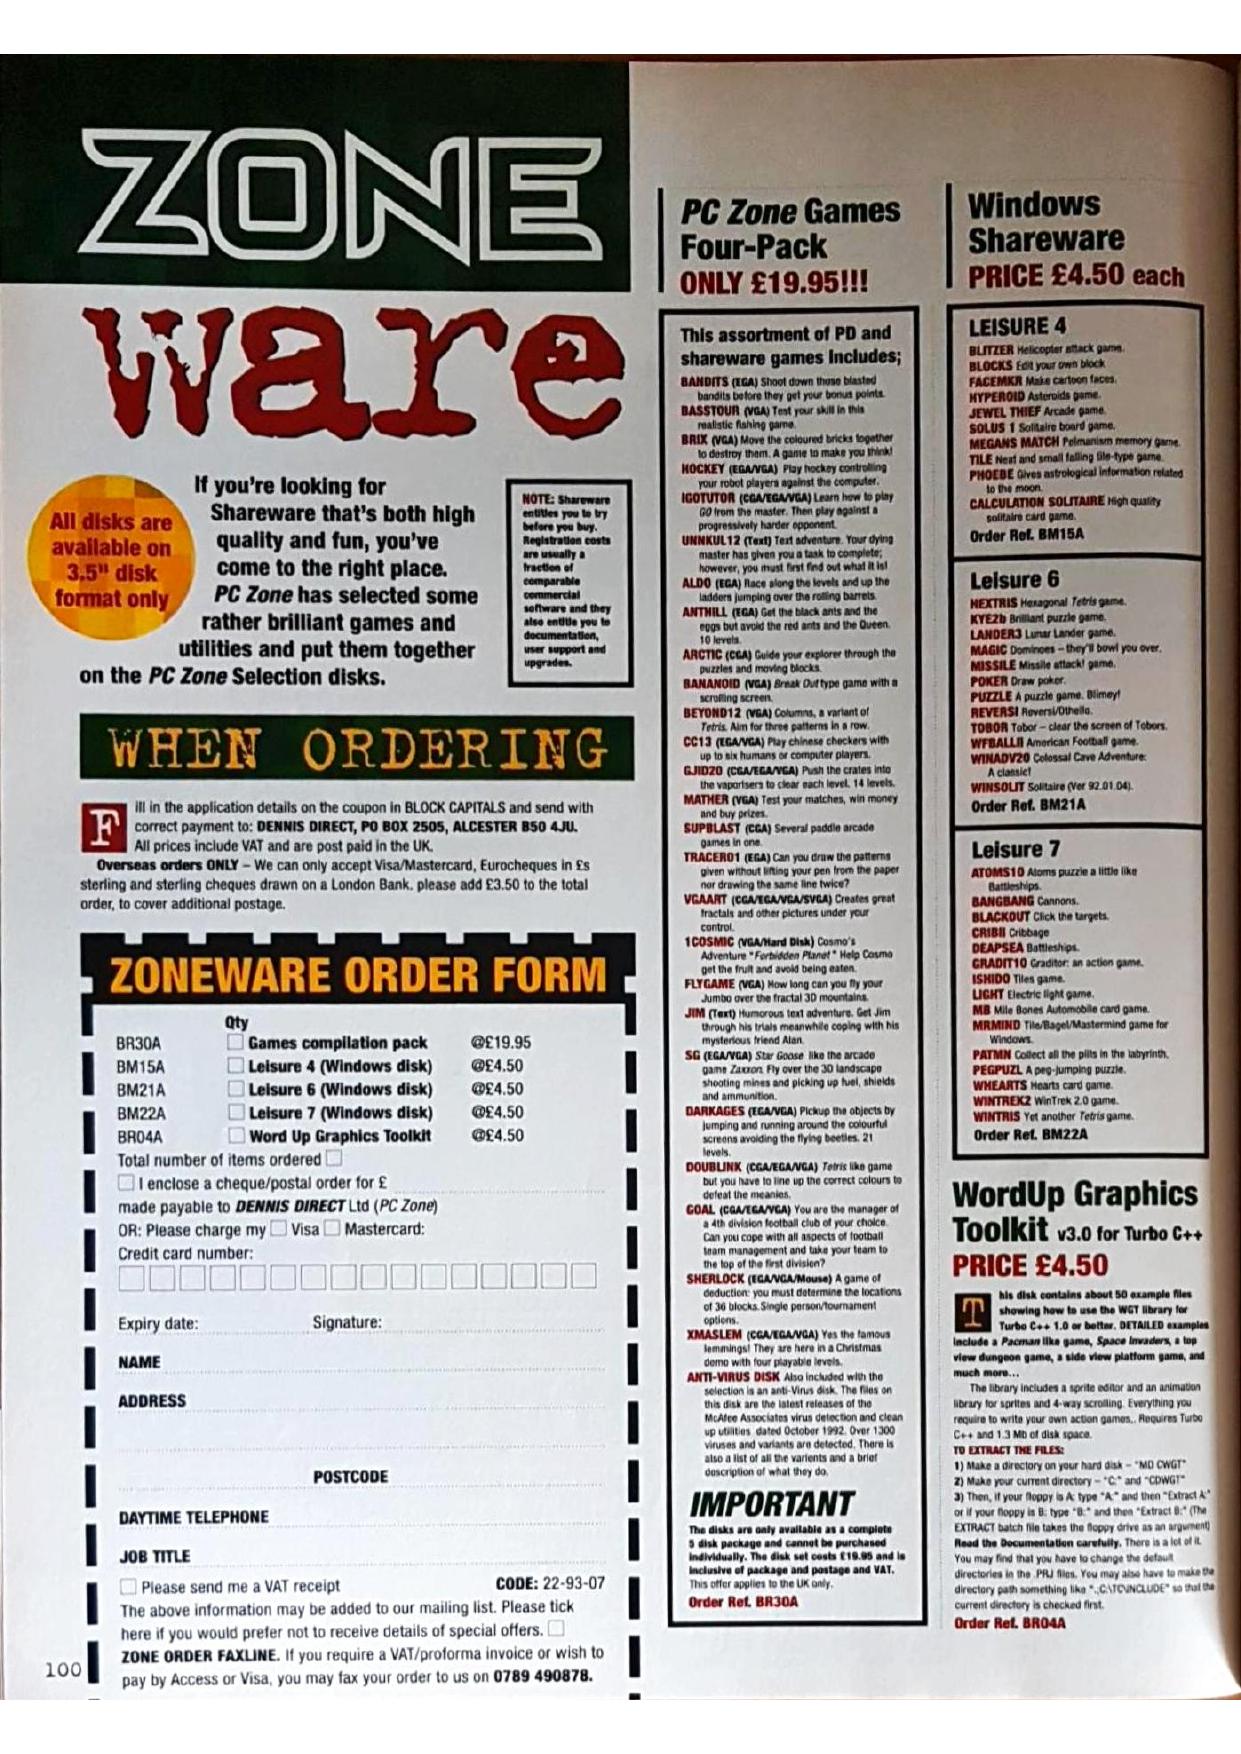 ZONE
ware
All disks are
available on
3.5" disk
format only
If you're looking for
Shareware that's both high
quality and fun, you've
come to the right place.
PC Zone has selected some
rather brilliant games and
utilities and put them together
on the PC Zone Selection disks.
NOTE: Shareware
entitles you to try
before you buy.
Registration costs
are usually a
fraction of
comparable
commercial
software and they
also entitle you to
documentation,
user support and
upgrades.
WHEN ORDERING
Fill in the application details on the coupon in BLOCK CAPITALS and send with
correct payment to: DENNIS DIRECT, PO BOX 2505, ALCESTER B50 4JU.
All prices include VAT and are post paid in the UK.
Overseas orders ONLY – We can only accept Visa/Mastercard, Eurocheques in £s
sterling and sterling cheques drawn on a London Bank. please add £3.50 to the total
order, to cover additional postage.
ZONEWARE ORDER FORM
Qty
BR30A Games compilation pack @£19.95
BM15A Leisure 4 (Windows disk) @£4.50
BM21A Leisure 6 (Windows disk) @£4.50
BM22A Leisure 7 (Windows disk) @£4.50
BR04A Word Up Graphics Toolkit @£4.50
Total number of items ordered
I enclose a cheque/postal order for £
made payable to DENNIS DIRECT Ltd (PC Zone)
OR: Please charge my Visa Mastercard:
Credit card number:
Expiry date: Signature:
NAME
ADDRESS
POSTCODE
DAYTIME TELEPHONE
JOB TITLE
Please send me a VAT receipt CODE: 22-93-07
The above information may be added to our mailing list. Please tick
here if you would prefer not to receive details of special offers.
ZONE ORDER FAXLINE. If you require a VAT/proforma invoice or wish to
pay by Access or Visa, you may fax your order to us on 0789 490878.
100
PC Zone Games
Four-Pack
ONLY £19.95!!!
This assortment of PD and
shareware games includes;
BANDITS (EGA) Shoot down those blasted
bandits before they get your bonus points.
BASSTOUR (VGA) Test your skill in this
realistic fishing game.
BRIX (VGA) Move the coloured bricks together
to destroy them. A game to make you think!
HOCKEY (EGA/VGA) Play hockey controlling
your robot players against the computer.
IGOTUTOR (CGA/EGA/VGA) Learn how to play
GO from the master. Then play against a
progressively harder opponent.
UNNKUL12 (Text) Text adventure. Your dying
master has given you a task to complete;
however, you must first find out what it is!
ALDO (EGA) Race along the levels and up the
ladders jumping over the rolling barrels.
ANTHILL (EGA) Get the black ants and the
eggs but avoid the red ants and the Queen.
10 levels.
ARCTIC (CGA) Guide your explorer through the
puzzles and moving blocks.
BANANOID (VGA) Break Out type game with a
scrolling screen.
BEYOND12 (VGA) Columns, a variant of
Tetris. Aim for three patterns in a row.
CC13 (EGA/VGA) Play chinese checkers with
up to six humans or computer players.
GJID20 (CGA/EGA/VGA) Push the crates into
the vaporisers to clear each level. 14 levels.
MATHER (VGA) Test your matches, win money
and buy prizes.
SUPBLAST (CGA) Several paddle arcade
games in one.
TRACER01 (EGA) Can you draw the patterns
given without lifting your pen from the paper
nor drawing the same line twice?
VGAART (CGA/EGA/VGA/SVGA) Creates great
fractals and other pictures under your
control.
1COSMIC (VGA/Hard Disk) Cosmo's
Adventure "Forbidden Planet" Help Cosmo
get the fruit and avoid being eaten.
FLYGAME (VGA) How long can you fly your
Jumbo over the fractal 3D mountains.
JIM (Text) Humorous text adventure. Get Jim
through his trials meanwhile coping with his
mysterious friend Alan.
SG (EGA/VGA) Star Goose like the arcade
game Zaxxon. Fly over the 3D landscape
shooting mines and picking up fuel, shields
and ammunition.
DARKAGES (EGA/VGA) Pickup the objects by
jumping and running around the colourful
screens avoiding the flying beetles. 21
levels.
DOUBLINK (CGA/EGA/VGA) Tetris like game
but you have to line up the correct colours to
defeat the meanies.
GOAL (CGA/EGA/VGA) You are the manager of
a 4th division football club of your choice.
Can you cope with all aspects of football
team management and take your team to
the top of the first division?
SHERLOCK (EGA/VGA/Mouse) A game of
deduction: you must determine the locations
of 36 blocks. Single person/tournament
options.
XMASLEM (CGA/EGA/VGA) Yes the famous
lemmings! They are here in a Christmas
demo with four playable levels.
ANTI-VIRUS DISK Also included with the
selection is an anti-Virus disk. The files on
this disk are the latest releases of the
McAfee Associates virus detection and clean
up utilities dated October 1992. Over 1300
viruses and variants are detected. There is
also a list of all the varients and a brief
description of what they do.
IMPORTANT
The disks are only available as a complete
5 disk package and cannot be purchased
individually. The disk set costs £19.95 and is
inclusive of package and postage and VAT.
This offer applies to the UK only.
Order Ref. BR30A
Windows
Shareware
PRICE £4.50 each
LEISURE 4
BLITZER Helicopter attack game.
BLOCKS Edit your own block
FACEMKR Make cartoon faces.
HYPEROID Asteroids game.
JEWEL THIEF Arcade game.
SOLUS 1 Solitaire board game.
MEGANS MATCH Pelmanism memory game.
TILE Neat and small falling tile-type game.
PHOEBE Gives astrological information related
to the moon.
CALCULATION SOLITAIRE High quality
solitaire card game.
Order Ref. BM15A
Leisure 6
HEXTRIS Hexagonal Tetris game.
KYE2b Brilliant puzzle game.
LANDER3 Lunar Lander game.
MAGIC Dominoes – they'll bowl you over.
MISSILE Missile attack! game.
POKER Draw poker.
PUZZLE A puzzle game. Blimey!
REVERSI Reversi/Othello.
TOBOR Tobor – clear the screen of Tobors.
WFBALLII American Football game.
WINADV20 Colossal Cave Adventure:
A classic!
WINSOLIT Solitaire (Ver 92.01.04).
Order Ref. BM21A
Leisure 7
ATOMS10 Atoms puzzle a little like
Battleships.
BANGBANG Cannons.
BLACKOUT Click the targets.
CRIBII Cribbage
DEAPSEA Battleships.
GRADIT10 Graditor: an action game.
ISHIDO Tiles game.
LIGHT Electric light game.
MB Mile Bones Automobile card game.
MRMIND Tile/Bagel/Mastermind game for
Windows.
PATMN Collect all the pills in the labyrinth.
PEGPUZL A peg-jumping puzzle.
WHEARTS Hearts card game.
WINTREK2 WinTrek 2.0 game.
WINTRIS Yet another Tetris game.
Order Ref. BM22A
WordUp Graphics
Toolkit v3.0 for Turbo C++
PRICE £4.50
This disk contains about 50 example files
showing how to use the WGT library for
Turbo C++ 1.0 or better. DETAILED examples
include a Pacman like game, Space Invaders, a top
view dungeon game, a side view platform game, and
much more...
The library includes a sprite editor and an animation
library for sprites and 4-way scrolling. Everything you
require to write your own action games.. Requires Turbo
C++ and 1.3 Mb of disk space.
TO EXTRACT THE FILES:
1) Make a directory on your hard disk – "MD CWGT"
2) Make your current directory – "C:" and "CDWGT"
3) Then, if your floppy is A: type "A:" and then "Extract A:"
or if your floppy is B: type "B:" and then "Extract B:" (The
EXTRACT batch file takes the floppy drive as an argument)
Read the Documentation carefully. There is a lot of it.
You may find that you have to change the default
directories in the .PRJ files. You may also have to make the
directory path something like ".;C:\TC\INCLUDE" so that the
current directory is checked first.
Order Ref. BR04A